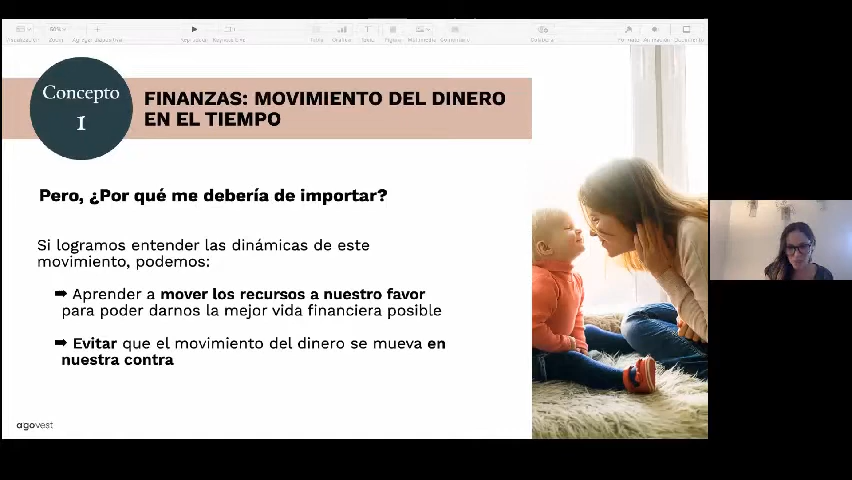 60%
Concepto
1
FINANZAS: MOVIMIENTO DEL DINERO
EN EL TIEMPO
Pero, ¿Por qué me debería de importar?
Si logramos entender las dinámicas de este
movimiento, podemos:
➡ Aprender a mover los recursos a nuestro favor
para poder darnos la mejor vida financiera posible
➡ Evitar que el movimiento del dinero se mueva en
nuestra contra
agovest